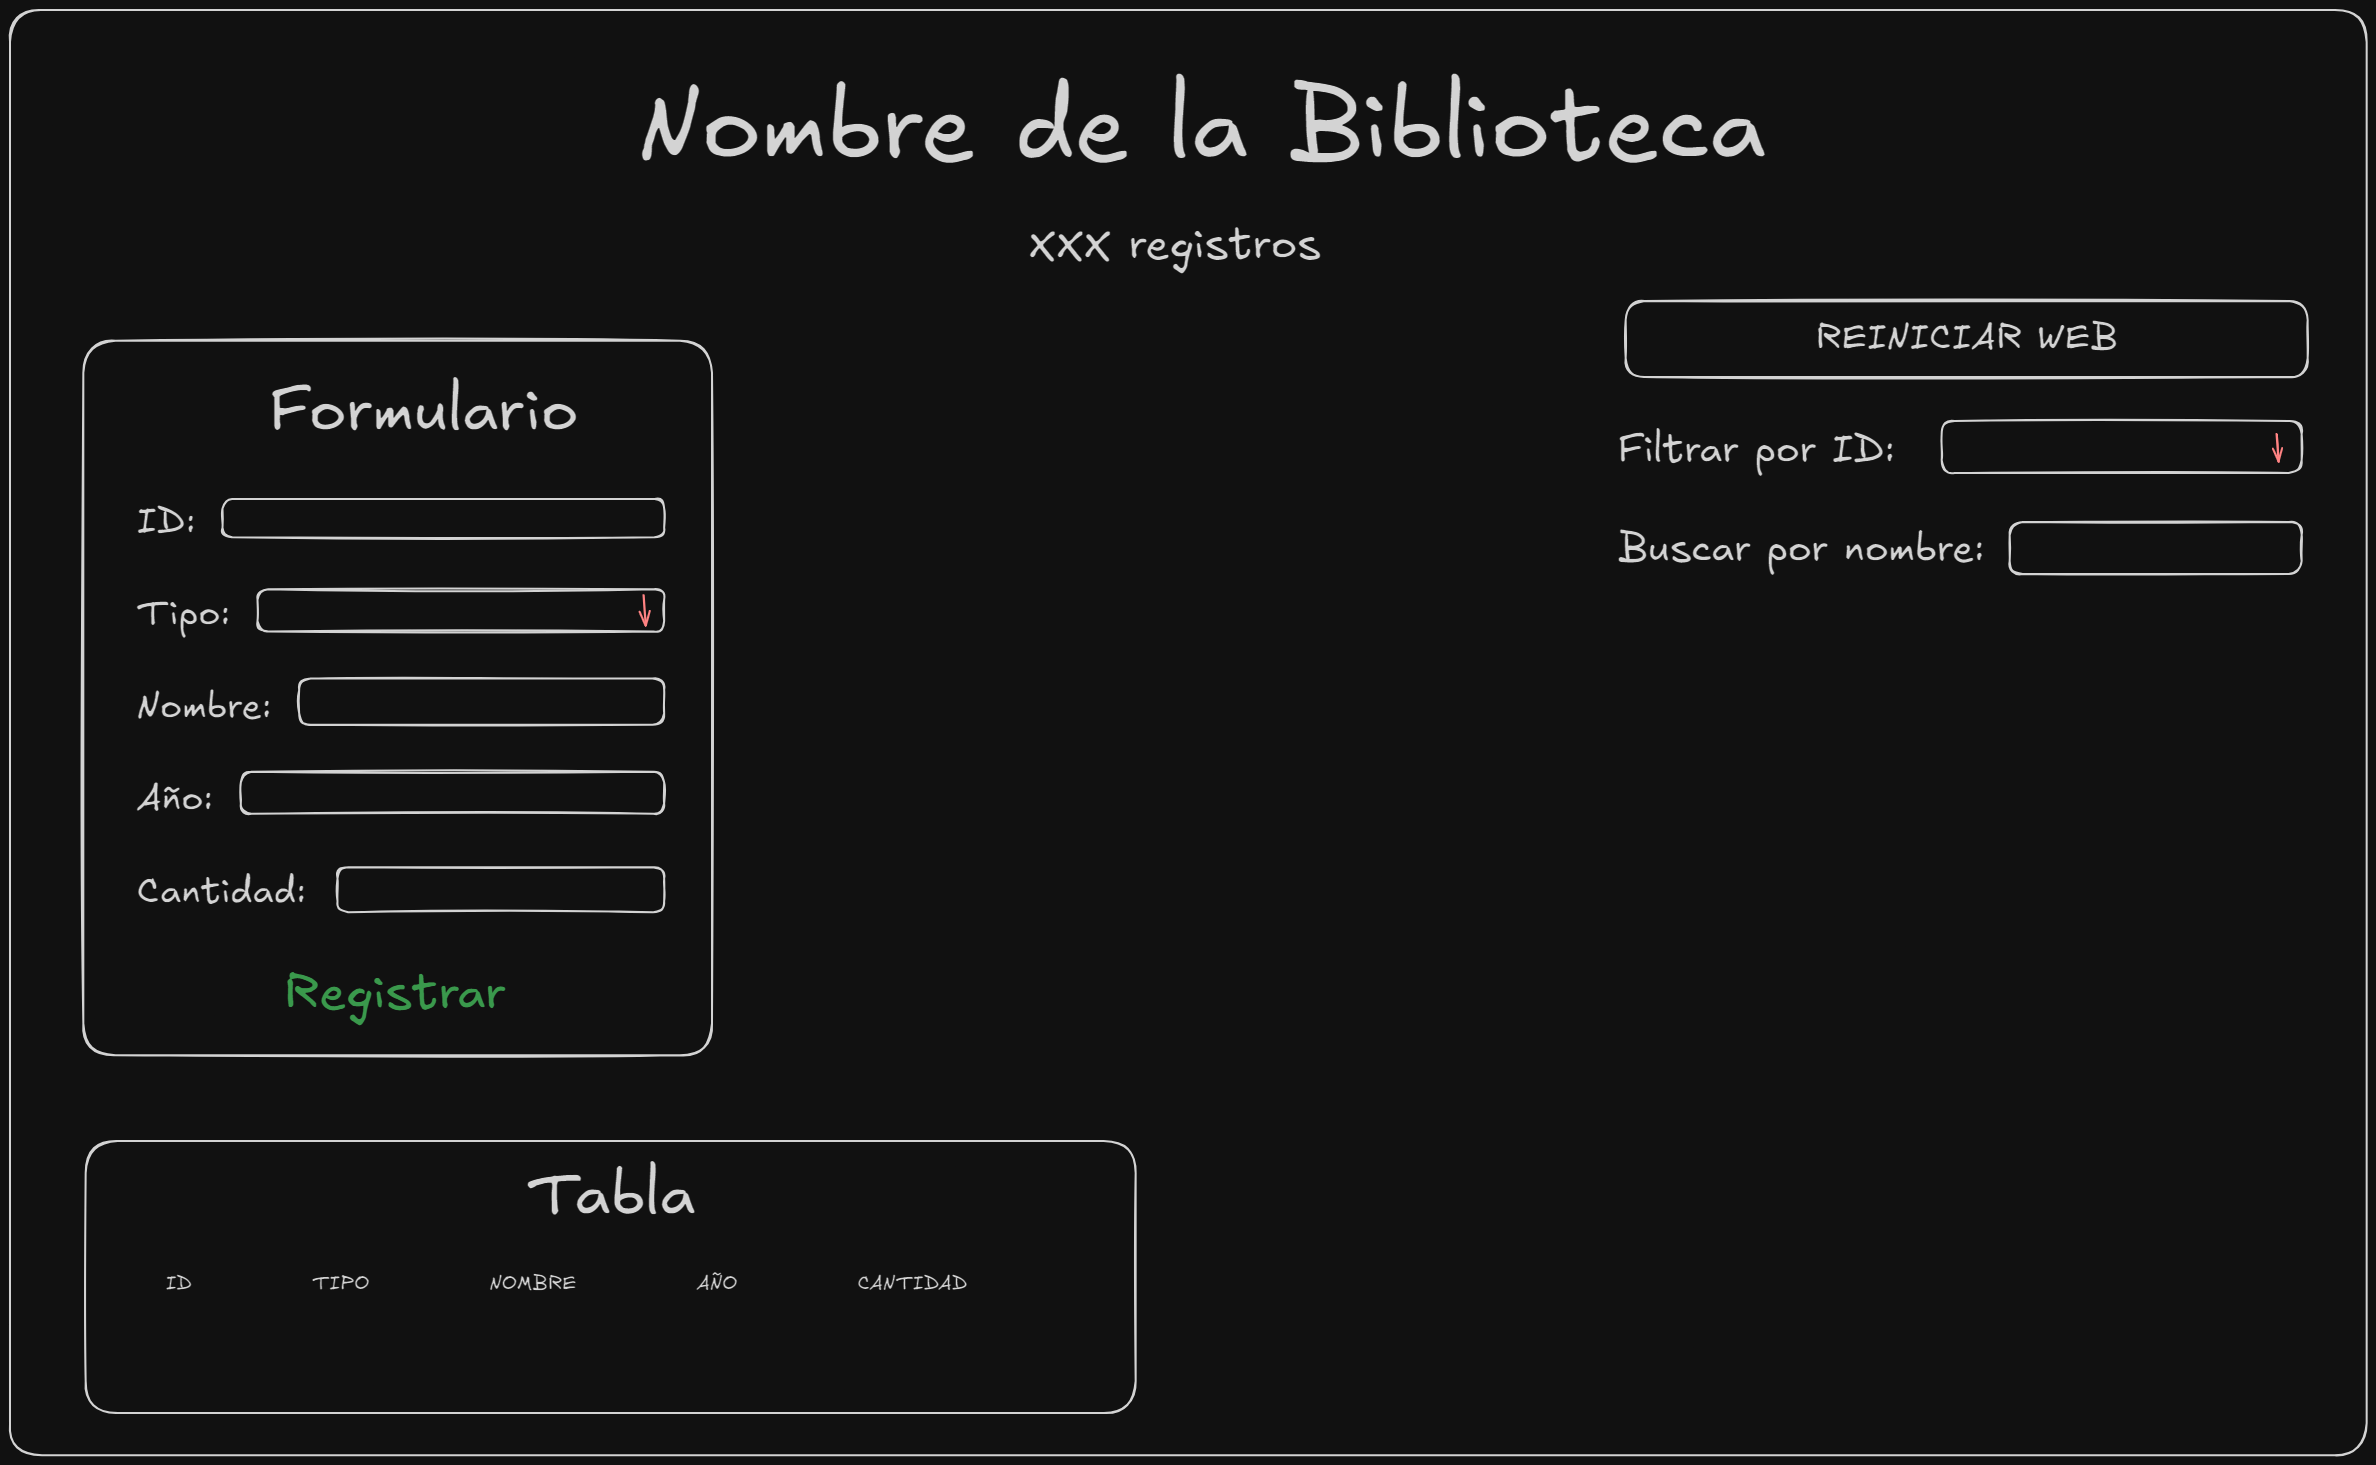 Nombre de la Biblioteca
XXX registros
REINICIAR WEB
Filtrar por ID:
Buscar por nombre:
Formulario
ID:
Tipo:
Nombre:
Año:
Cantidad:
Registrar
Tabla
ID TIPO NOMBRE AÑO CANTIDAD